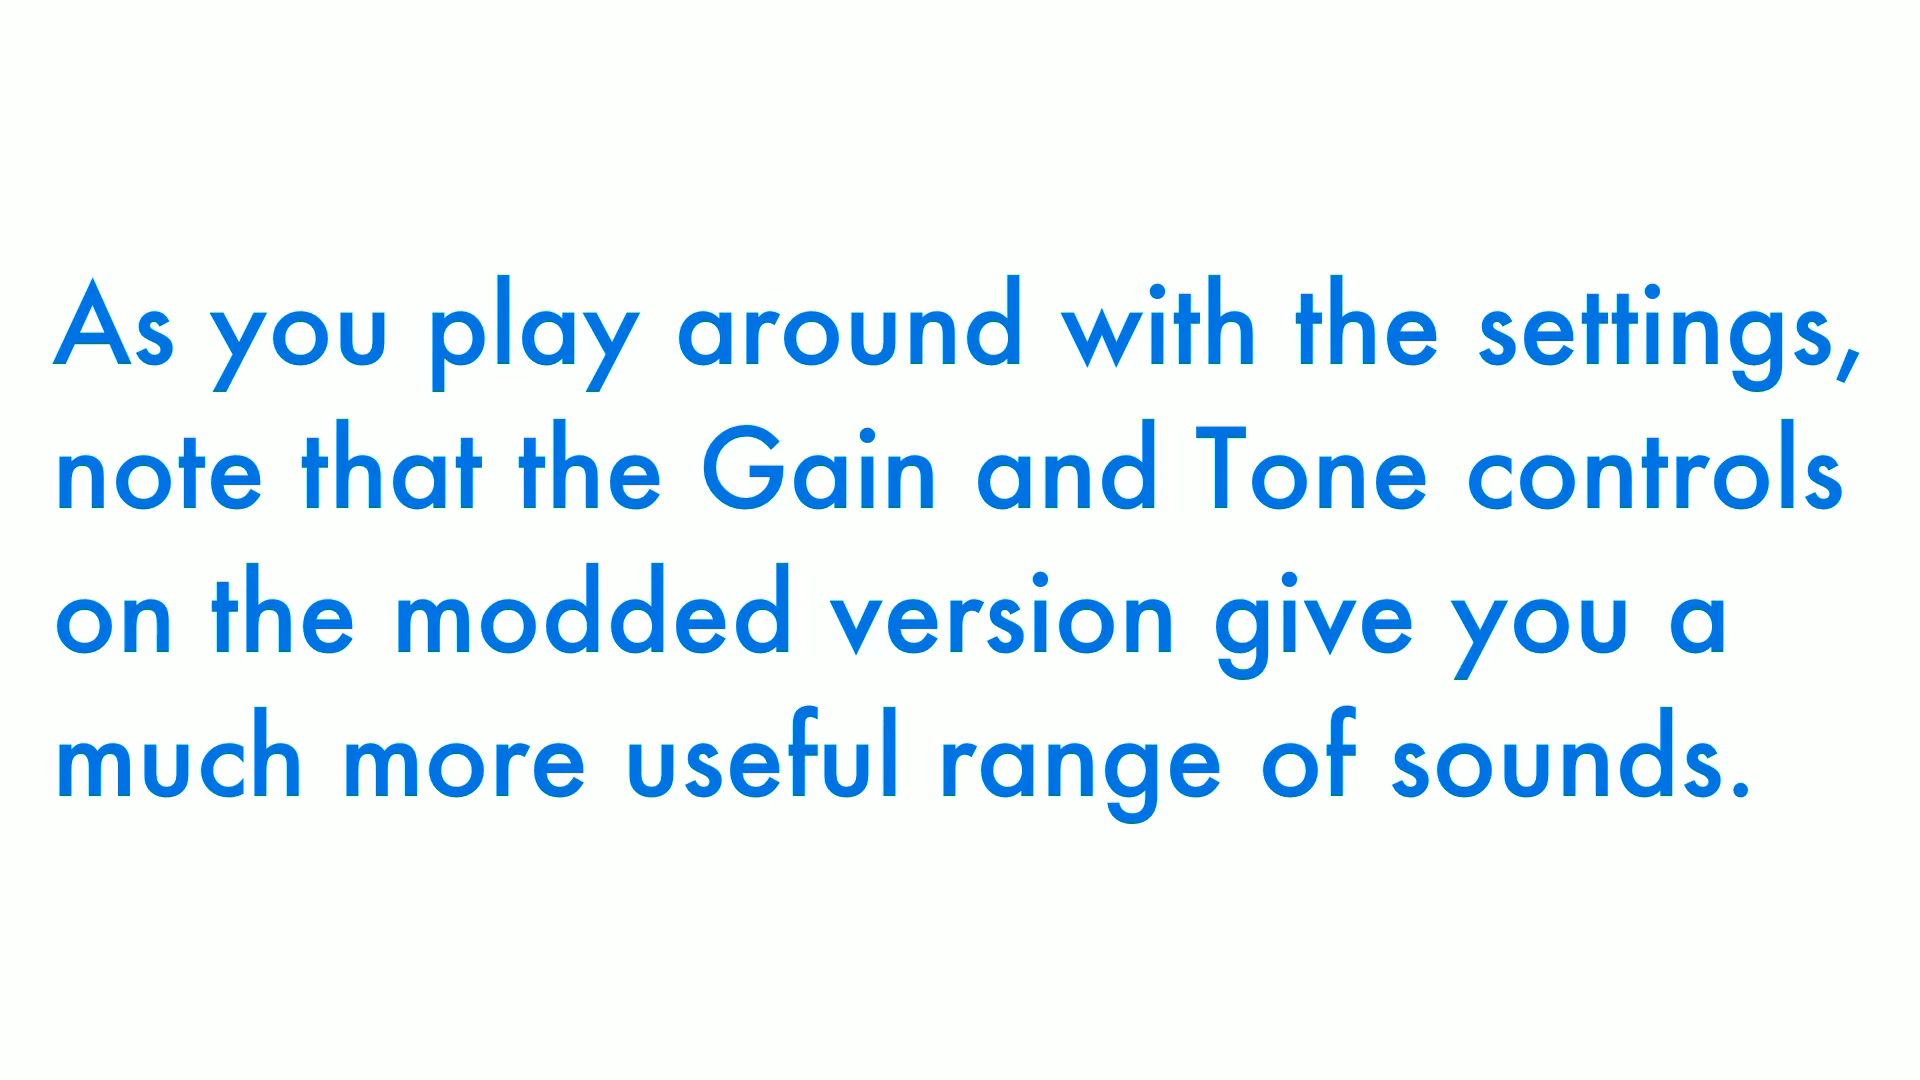 As you play around with the settings,
note that the Gain and Tone controls
on the modded version give you a
much more useful range of sounds.